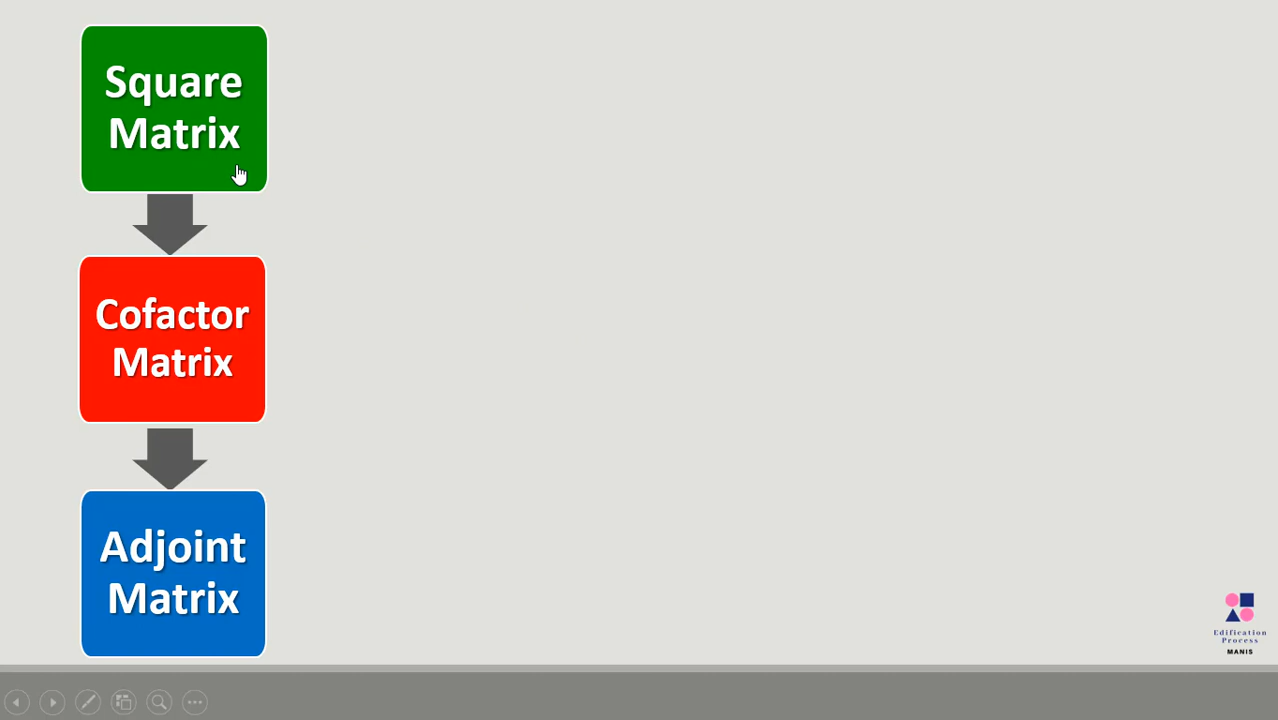 Square
Matrix
Cofactor
Matrix
Adjoint
Matrix
Edification
Process
MANIS